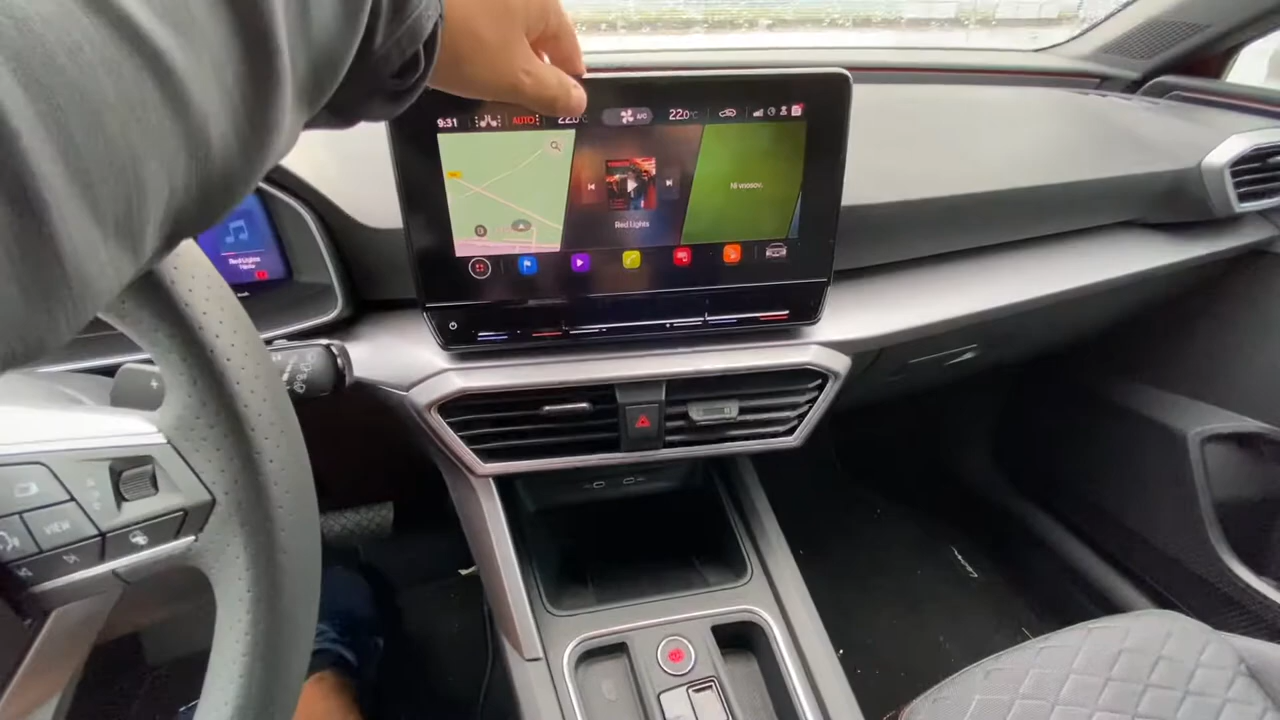 9:31
AUTO
22.0°C
A/C
22.0°C
Red Lights
Ni vnosov.
Red Lights
VIEW